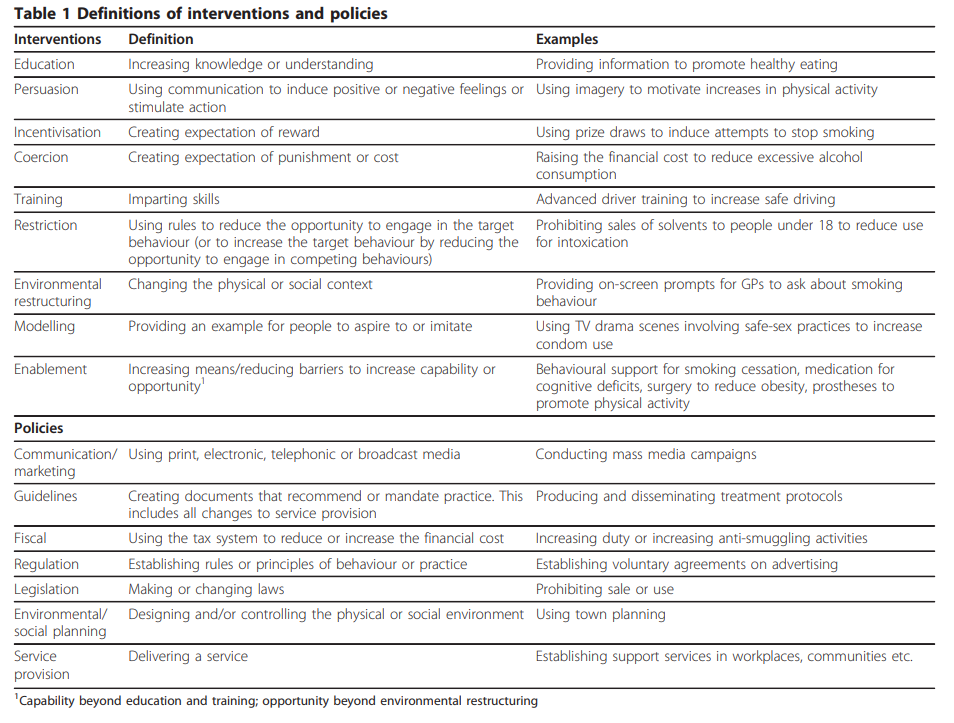 Table 1 Definitions of interventions and policies
Interventions Definition Examples
Education Increasing knowledge or understanding Providing information to promote healthy eating
Persuasion Using communication to induce positive or negative feelings or Using imagery to motivate increases in physical activity
stimulate action
Incentivisation Creating expectation of reward Using prize draws to induce attempts to stop smoking
Coercion Creating expectation of punishment or cost Raising the financial cost to reduce excessive alcohol
consumption
Training Imparting skills Advanced driver training to increase safe driving
Restriction Using rules to reduce the opportunity to engage in the target Prohibiting sales of solvents to people under 18 to reduce use
behaviour (or to increase the target behaviour by reducing the for intoxication
opportunity to engage in competing behaviours)
Environmental Changing the physical or social context Providing on-screen prompts for GPs to ask about smoking
restructuring behaviour
Modelling Providing an example for people to aspire to or imitate Using TV drama scenes involving safe-sex practices to increase
condom use
Enablement Increasing means/reducing barriers to increase capability or Behavioural support for smoking cessation, medication for
opportunity1 cognitive deficits, surgery to reduce obesity, prostheses to
promote physical activity
Policies
Communication/ Using print, electronic, telephonic or broadcast media Conducting mass media campaigns
marketing
Guidelines Creating documents that recommend or mandate practice. This Producing and disseminating treatment protocols
includes all changes to service provision
Fiscal Using the tax system to reduce or increase the financial cost Increasing duty or increasing anti-smuggling activities
Regulation Establishing rules or principles of behaviour or practice Establishing voluntary agreements on advertising
Legislation Making or changing laws Prohibiting sale or use
Environmental/ Designing and/or controlling the physical or social environment Using town planning
social planning
Service Delivering a service Establishing support services in workplaces, communities etc.
provision
1Capability beyond education and training; opportunity beyond environmental restructuring